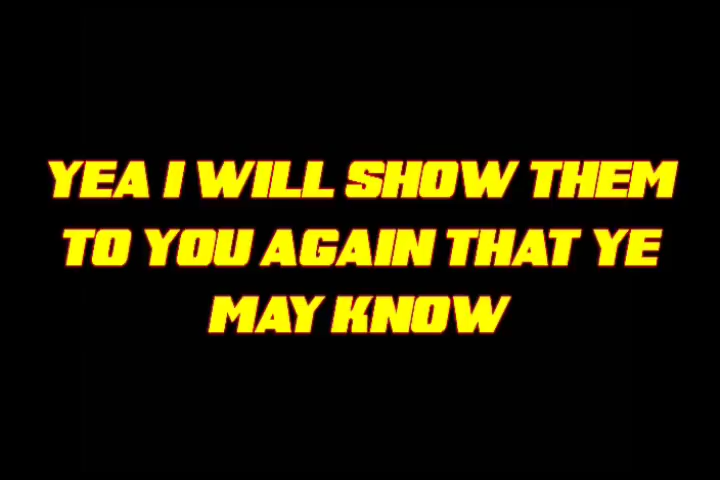 YEA I WILL SHOW THEM
TO YOU AGAIN THAT YE
MAY KNOW